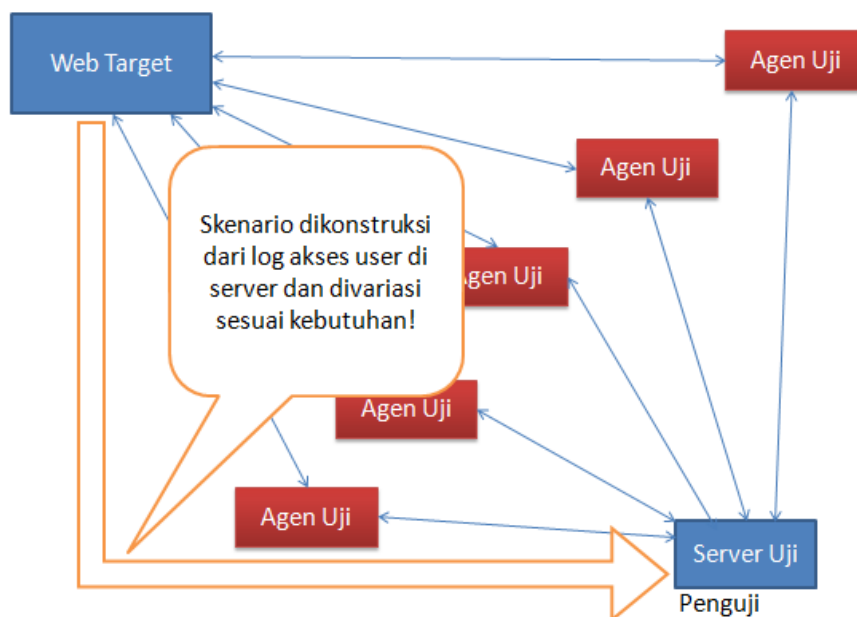 Web Target
Agen Uji
Agen Uji
Skenario dikonstruksi
dari log akses user di
server dan divariasi
sesuai kebutuhan!
Agen Uji
Agen Uji
Agen Uji
Server Uji
Penguji